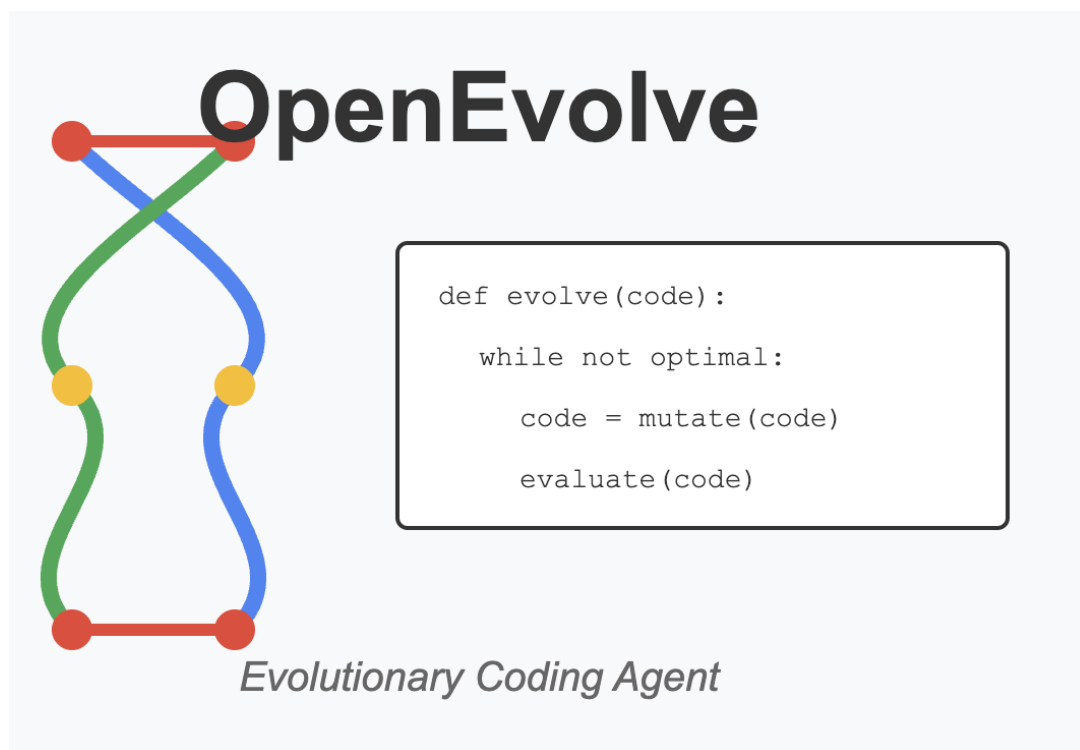 OpenEvolve
def evolve(code):
while not optimal:
code = mutate(code)
evaluate(code)
Evolutionary Coding Agent